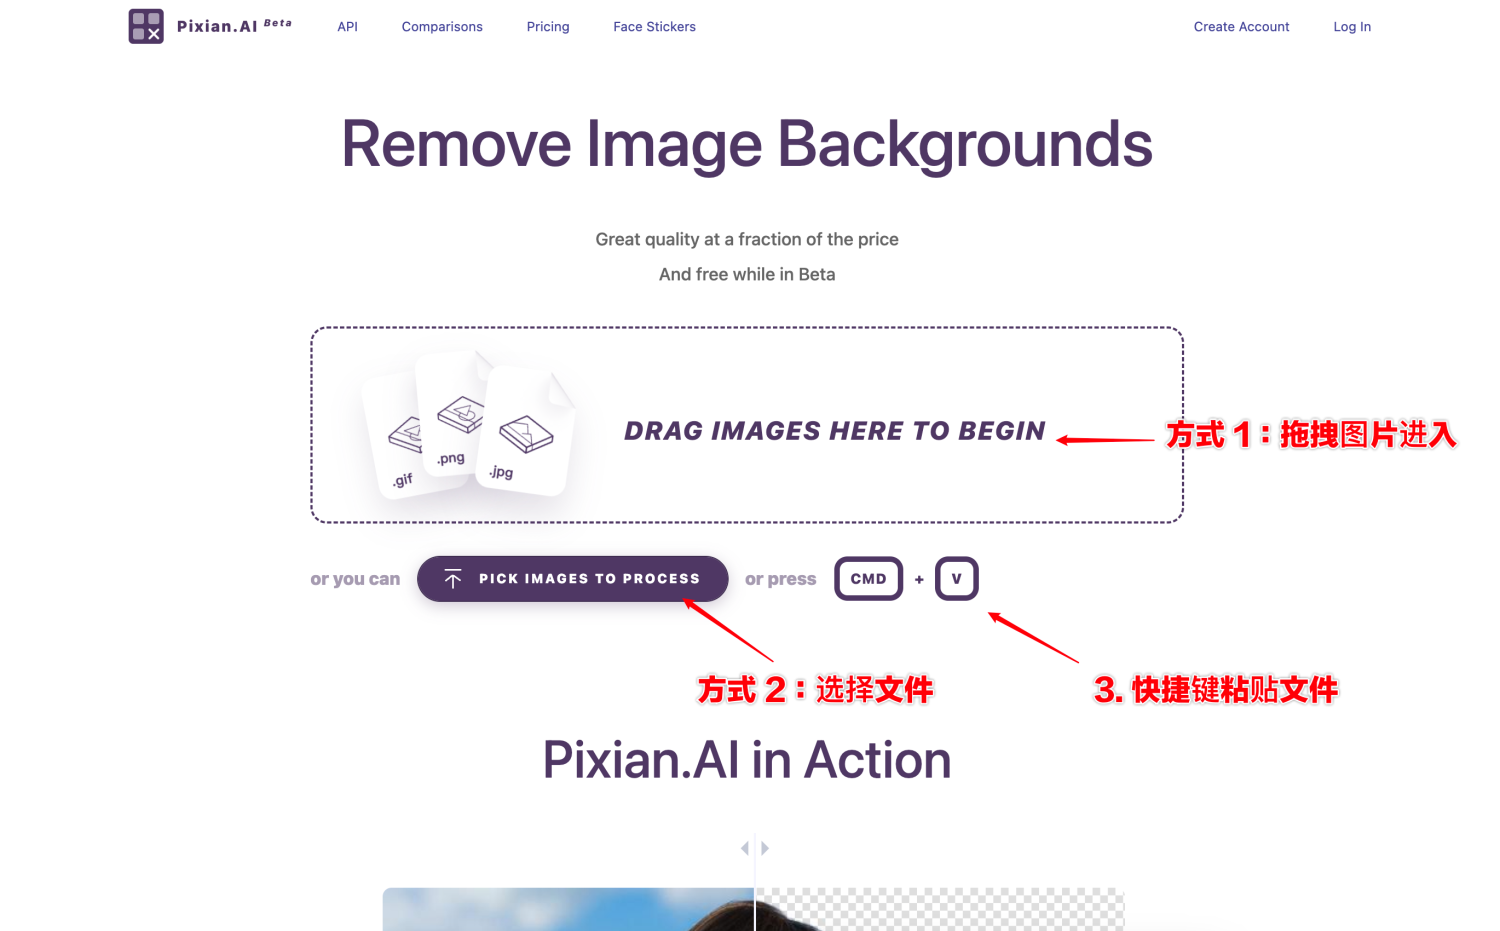 Pixian.AI Beta API Comparisons Pricing Face Stickers Create Account Log In
Remove Image Backgrounds
Great quality at a fraction of the price
And free while in Beta
.gif
.png
.jpg
DRAG IMAGES HERE TO BEGIN
方式 1：拖拽图片进入
or you can PICK IMAGES TO PROCESS or press CMD + V
方式 2：选择文件
3. 快捷键粘贴文件
Pixian.AI in Action